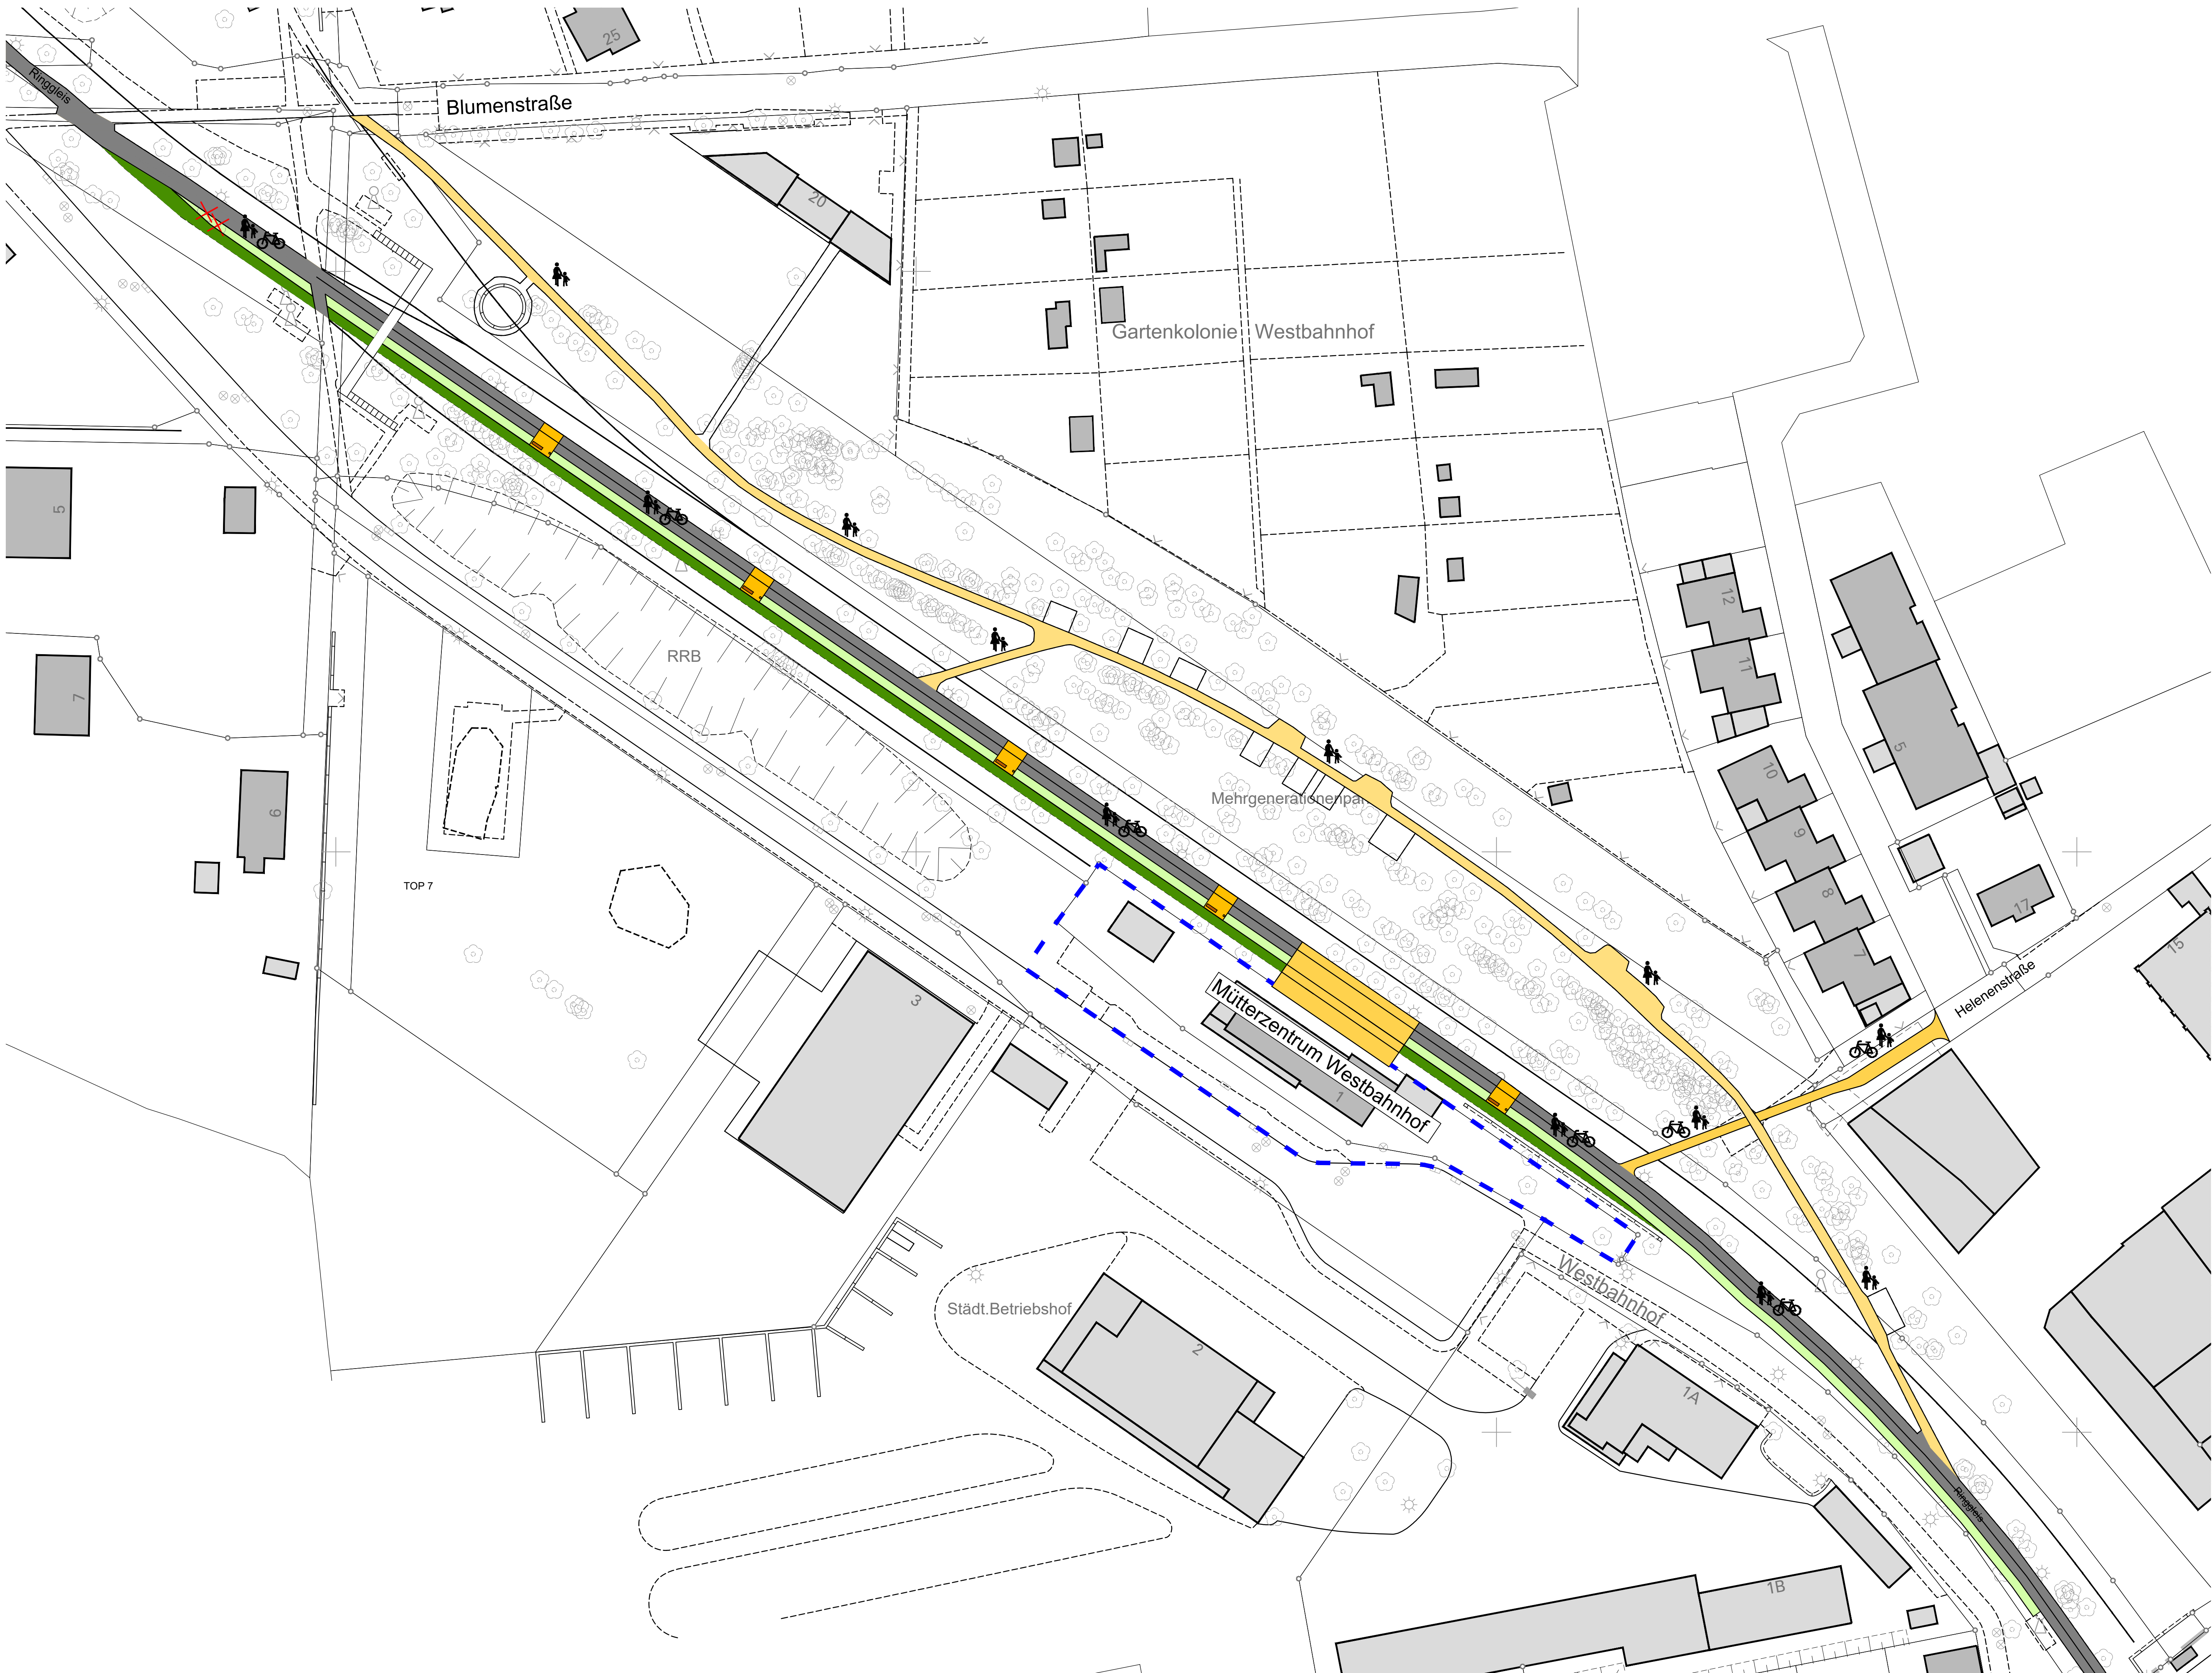 25
Ringgleis
Blumenstraße
20
Gartenkolonie Westbahnhof
5
12
RRB
11
7
5
10
Mehrgenerationenpark
6
9
TOP 7
8
17
7
15
3
Helenenstraße
Mütterzentrum Westbahnhof
1
Westbahnhof
Städt.Betriebshof
2
1A
Ringgleis
1B